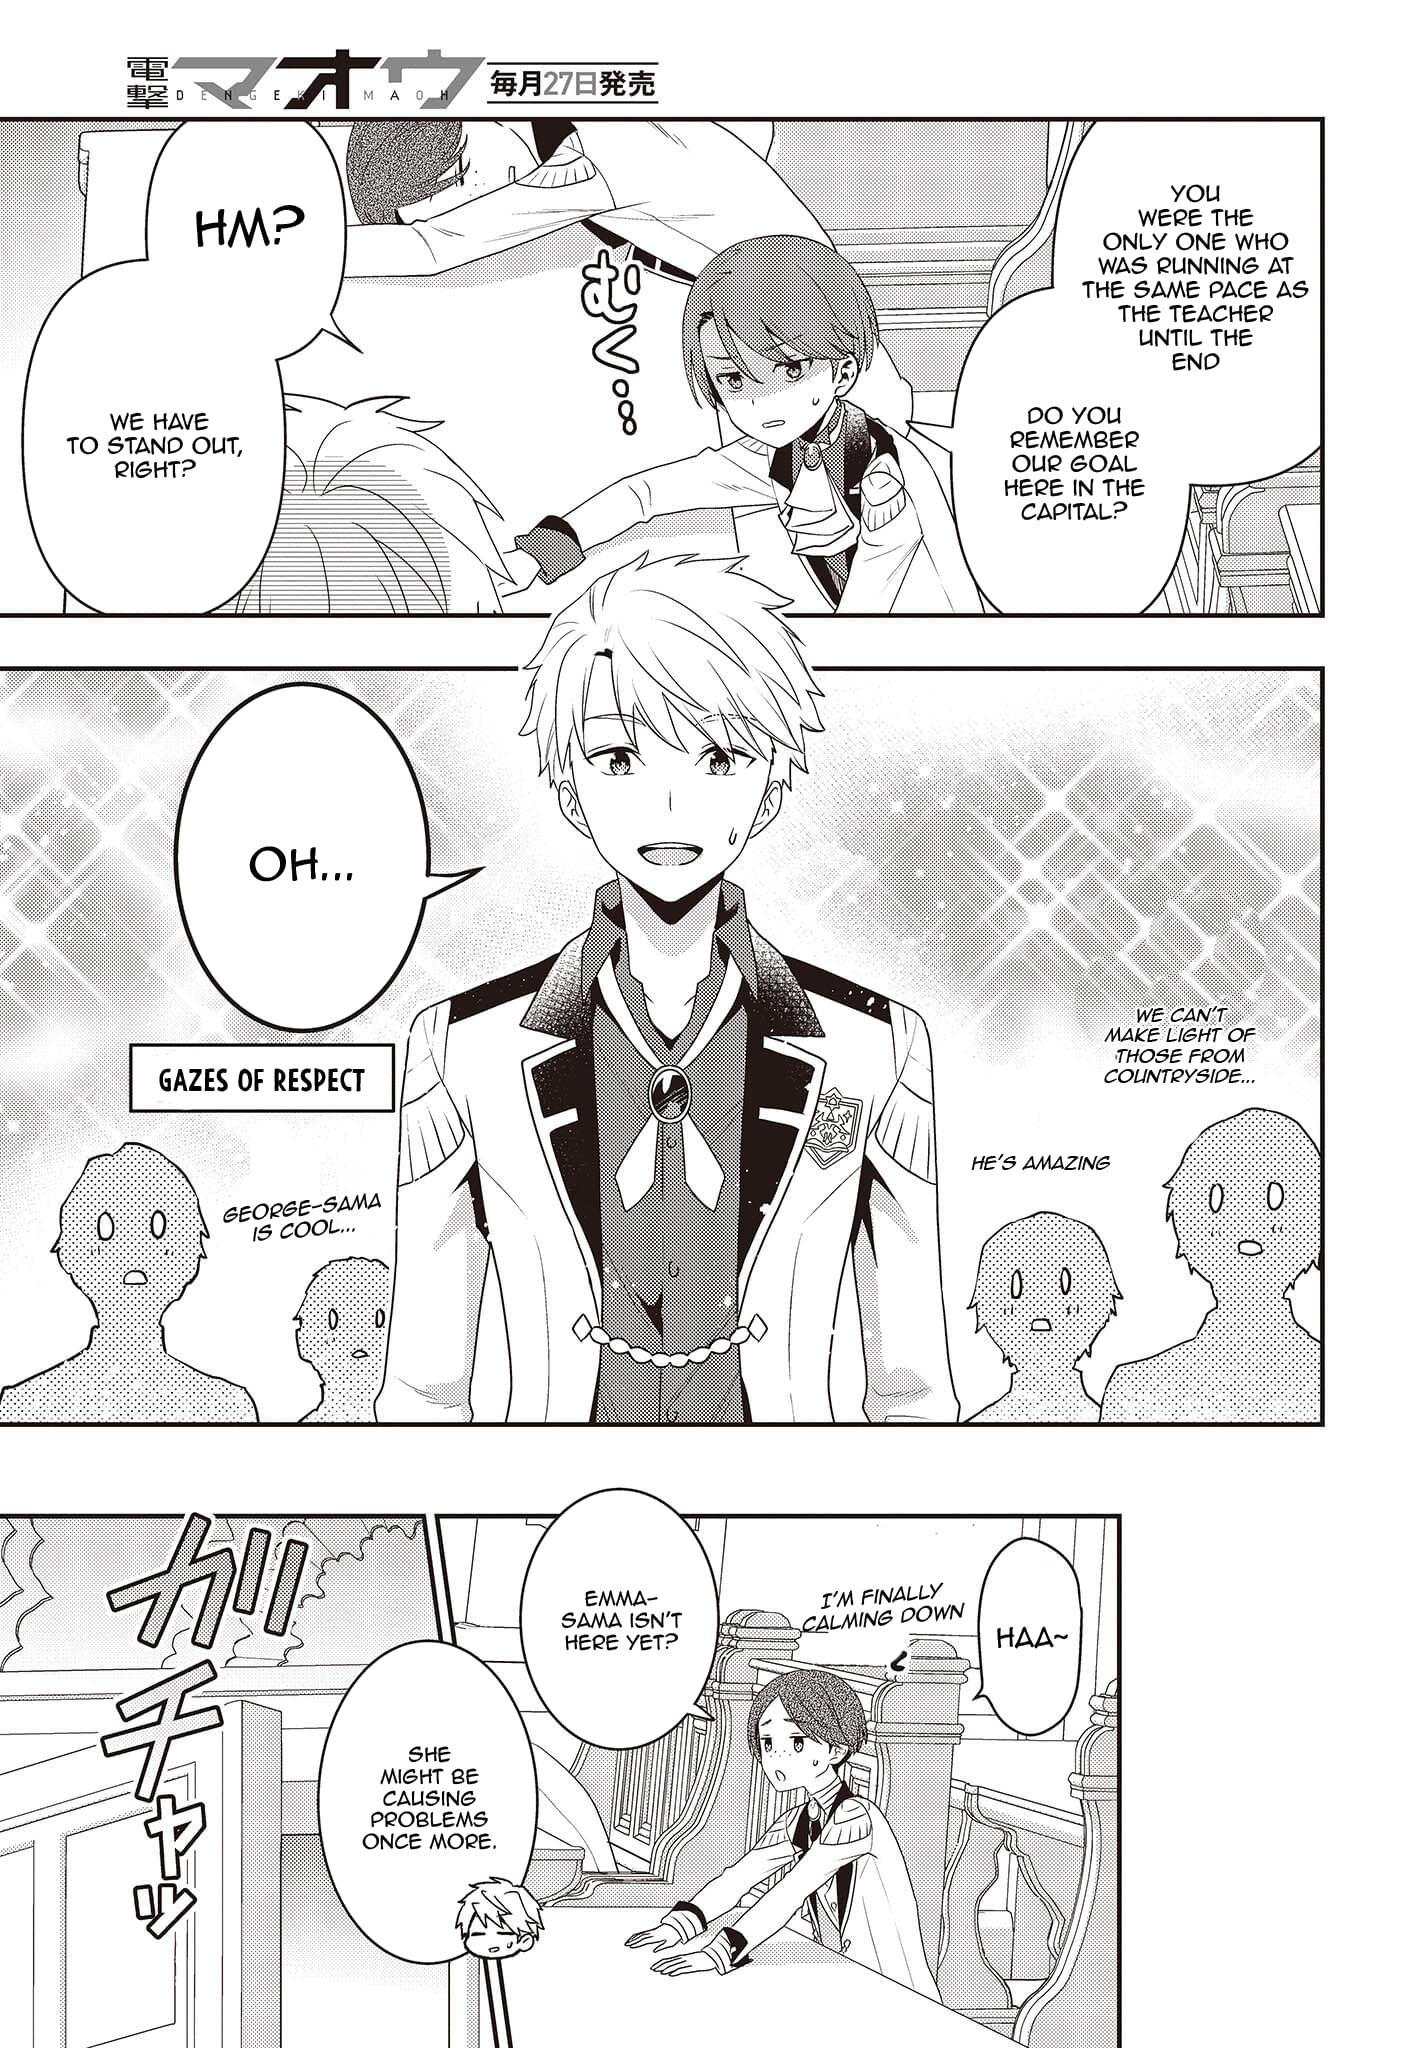 電撃
マオウ
DENGEKI MAOH
毎月27日発売
YOU
WERE THE
ONLY ONE WHO
WAS RUNNING AT
THE SAME PACE AS
THE TEACHER
UNTIL THE
END
DO YOU
REMEMBER
OUR GOAL
HERE IN THE
CAPITAL?
むく…
HM?
WE HAVE
TO STAND OUT,
RIGHT?
OH...
GAZES OF RESPECT
WE CAN'T
MAKE LIGHT OF
THOSE FROM
COUNTRYSIDE...
HE'S AMAZING
GEORGE-SAMA
IS COOL...
HAA~
I'M FINALLY
CALMING DOWN
EMMA-
SAMA ISN'T
HERE YET?
SHE
MIGHT BE
CAUSING
PROBLEMS
ONCE MORE.
ガチャッ